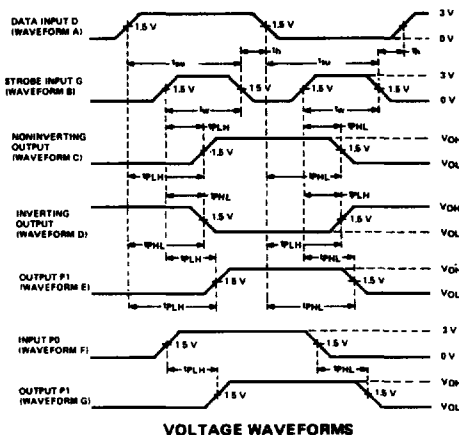 DATA INPUT D
(WAVEFORM A)
1.5 V
1.5 V
1.5 V
3 V
0 V
tsu
th
tsu
th
STROBE INPUT G
(WAVEFORM B)
1.5 V
1.5 V
1.5 V
1.5 V
3 V
0 V
tw
tw
NONINVERTING
OUTPUT
(WAVEFORM C)
tPLH
tPHL
1.5 V
1.5 V
VOH
VOL
tPLH
tPHL
INVERTING
OUTPUT
(WAVEFORM D)
tPHL
tPLH
1.5 V
1.5 V
VOH
VOL
tPHL
tPLH
OUTPUT P1
(WAVEFORM E)
tPLH
tPHL
1.5 V
1.5 V
VOH
VOL
tPLH
tPHL
INPUT P0
(WAVEFORM F)
1.5 V
1.5 V
3 V
0 V
tPLH
tPHL
OUTPUT P1
(WAVEFORM G)
1.5 V
1.5 V
VOH
VOL
VOLTAGE WAVEFORMS